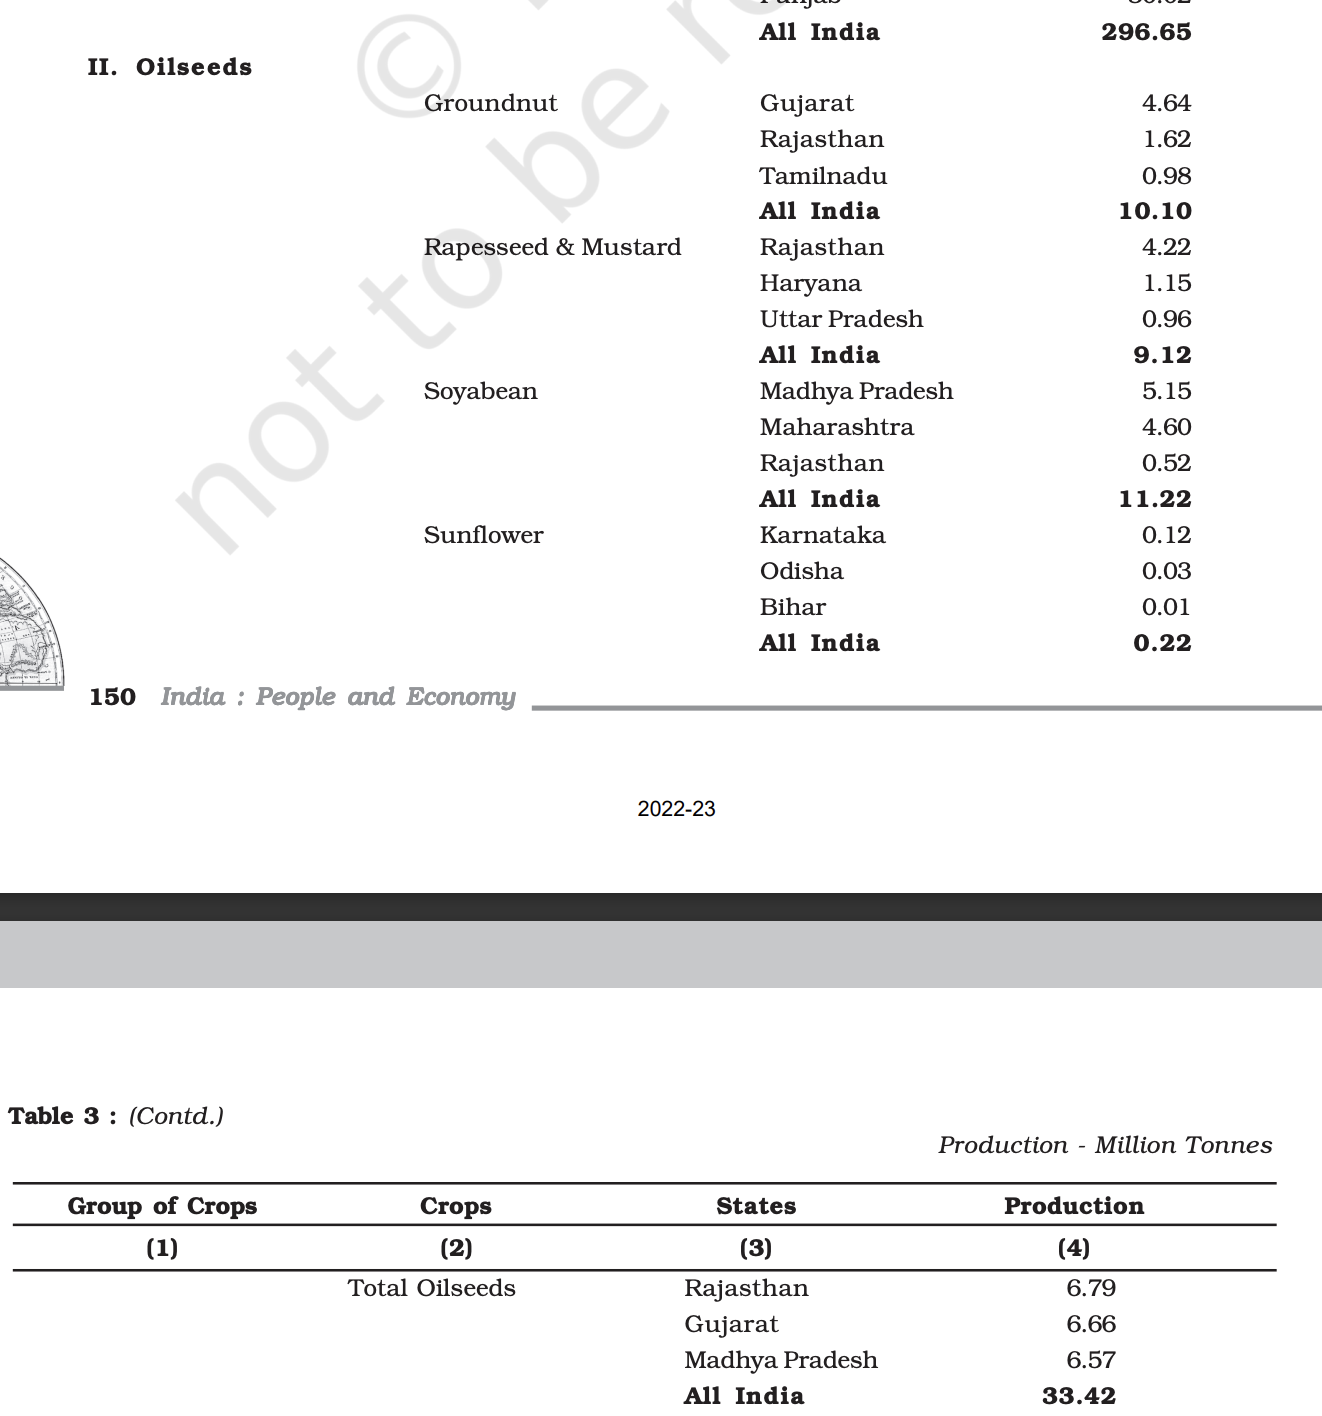 All India 296.65
II. Oilseeds
Groundnut Gujarat 4.64
Rajasthan 1.62
Tamilnadu 0.98
All India 10.10
Rapesseed & Mustard Rajasthan 4.22
Haryana 1.15
Uttar Pradesh 0.96
All India 9.12
Soyabean Madhya Pradesh 5.15
Maharashtra 4.60
Rajasthan 0.52
All India 11.22
Sunflower Karnataka 0.12
Odisha 0.03
Bihar 0.01
All India 0.22
©
not to be
150 India : People and Economy
2022-23
Table 3 : (Contd.)
Production - Million Tonnes
Group of Crops Crops States Production
(1) (2) (3) (4)
Total Oilseeds Rajasthan 6.79
Gujarat 6.66
Madhya Pradesh 6.57
All India 33.42